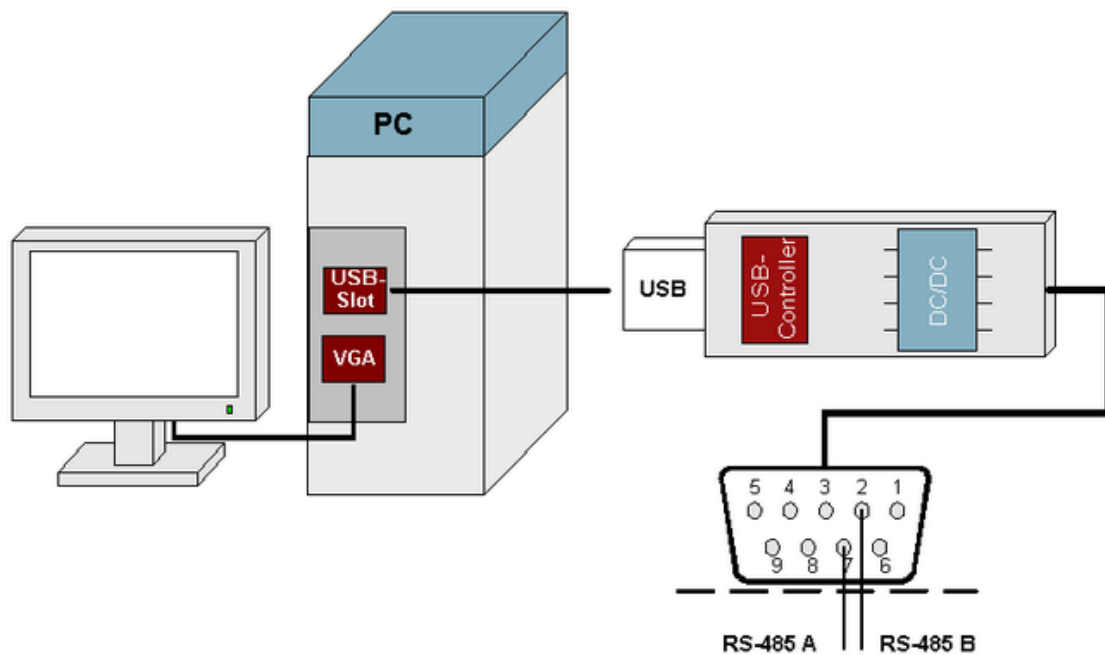 PC
USB-
Slot
VGA
USB
USB-
Controller
DC/DC
5 4 3 2 1
9 8 7 6
RS-485 A RS-485 B